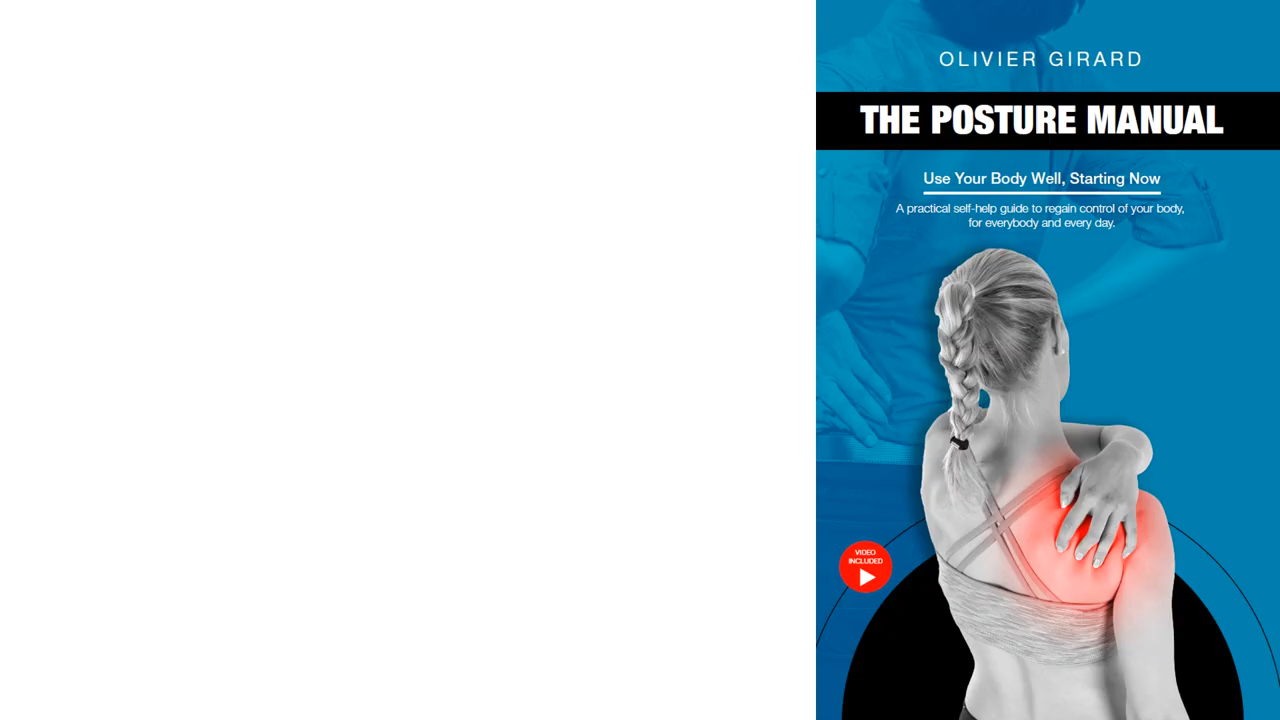 OLIVIER GIRARD
THE POSTURE MANUAL
Use Your Body Well, Starting Now
A practical self-help guide to regain control of your body,
for everybody and every day.
VIDEO
INCLUDED